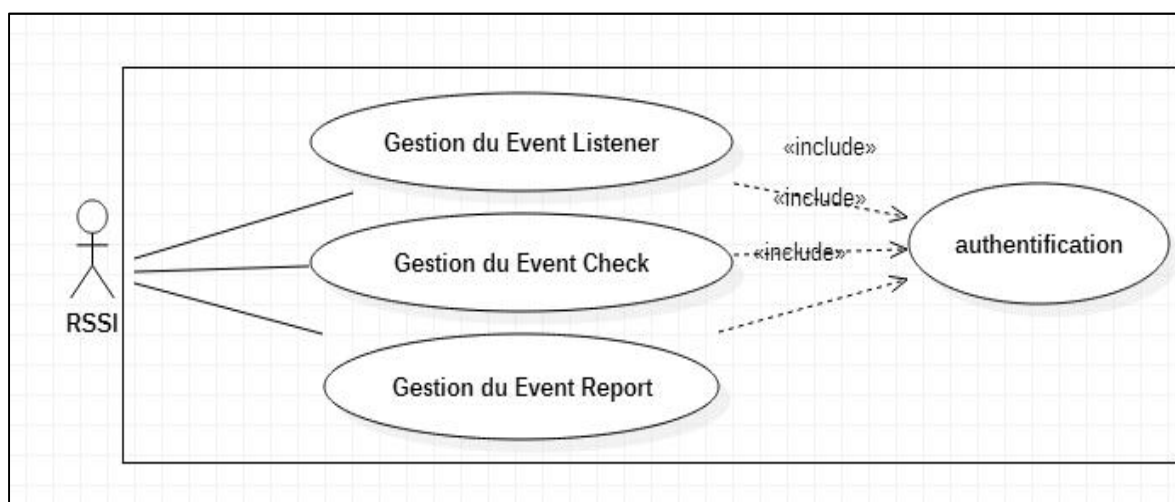 Gestion du Event Listener
«include»
«include»
authentification
«include»
Gestion du Event Check
RSSI
Gestion du Event Report